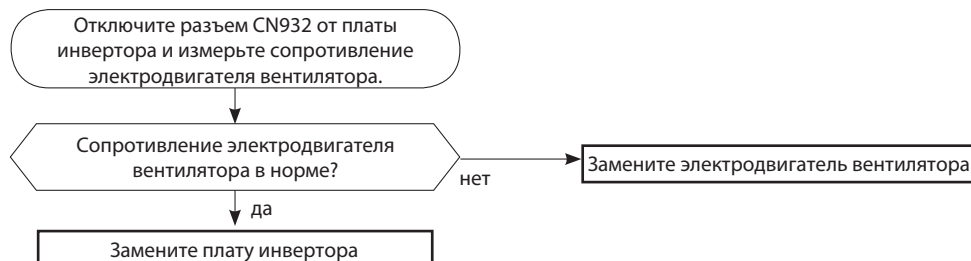 Отключите разъем CN932 от платы
инвертора и измерьте сопротивление
электродвигателя вентилятора.
Сопротивление электродвигателя
вентилятора в норме?
нет
Замените электродвигатель вентилятора
да
Замените плату инвертора